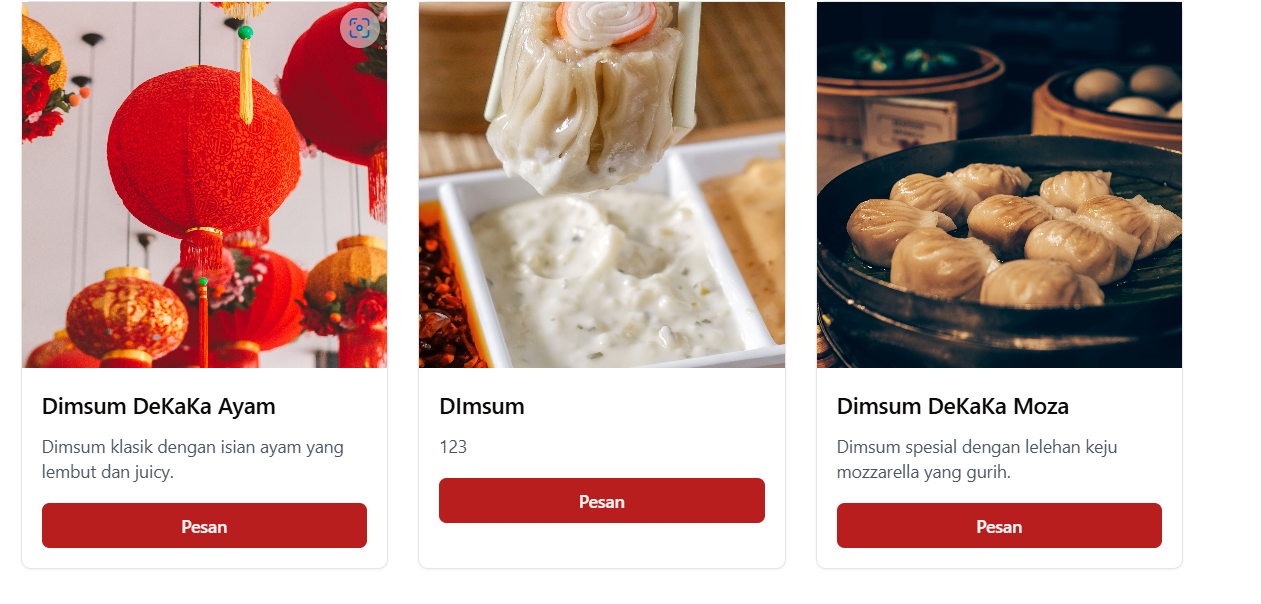 Dimsum DeKaKa Ayam
Dimsum klasik dengan isian ayam yang
lembut dan juicy.
Pesan
DImsum
123
Pesan
Dimsum DeKaKa Moza
Dimsum spesial dengan lelehan keju
mozzarella yang gurih.
Pesan